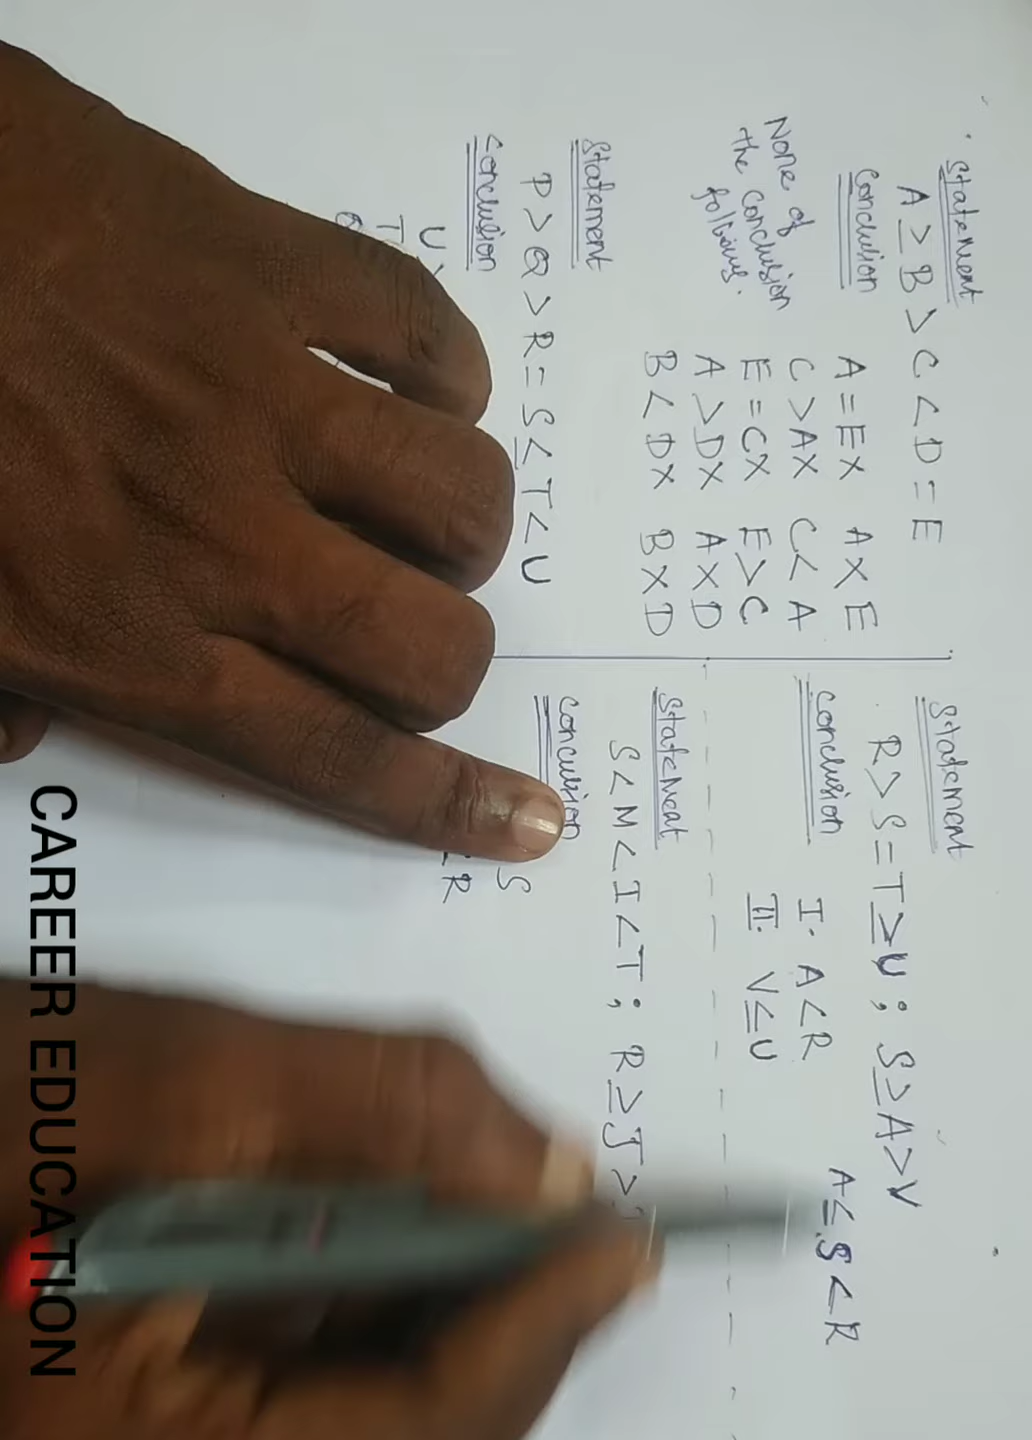 Statement
A ≥ B > C < D = E
Conclusion
A = E X A X E
C > A X C < A
E = C X E > C
A > D X A X D
B < D X B X D
None of
the conclusion
follows.
Statement
P > Q > R = S ≤ T < U
Conclusion
U >
T
Q
Statement
R > S = T ≥ U ; S ≥ A > V
Conclusion
I. A < R
II. V ≤ U
A ≤ S < R
Statement
S < M < I < T ; R ≥ J >
Conclusion
S
R
CAREER EDUCATION